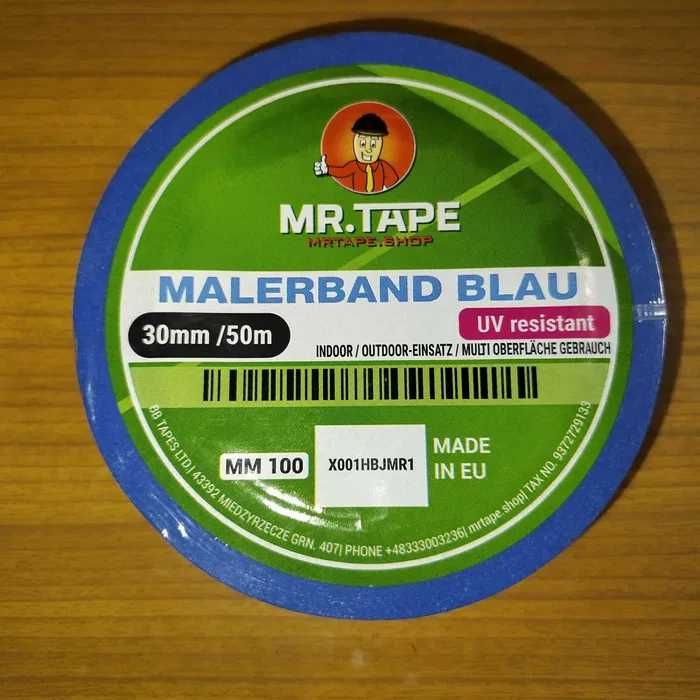 MR.TAPE
MRTAPE.SHOP
MALERBAND BLAU
30mm /50m
UV resistant
INDOOR / OUTDOOR-EINSATZ / MULTI OBERFLÄCHE GEBRAUCH
MM 100
X001HBJMR1
MADE
IN EU
BB TAPES LTD.| 43392 MIEDZYRZECZE GRN. 407| PHONE +48333003236| mrtape.shop| TAX NO. 9372729133